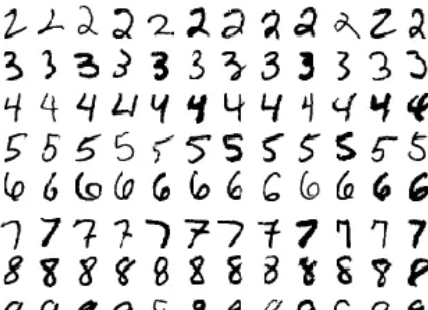 2 2 2 2 2 2 2 2 2 2 2 2
3 3 3 3 3 3 3 3 3 3 3 3
4 4 4 4 4 4 4 4 4 4 4 4
5 5 5 5 5 5 5 5 5 5 5 5
6 6 6 6 6 6 6 6 6 6 6 6
7 7 7 7 7 7 7 7 7 7 7 7
8 8 8 8 8 8 8 8 8 8 8 8